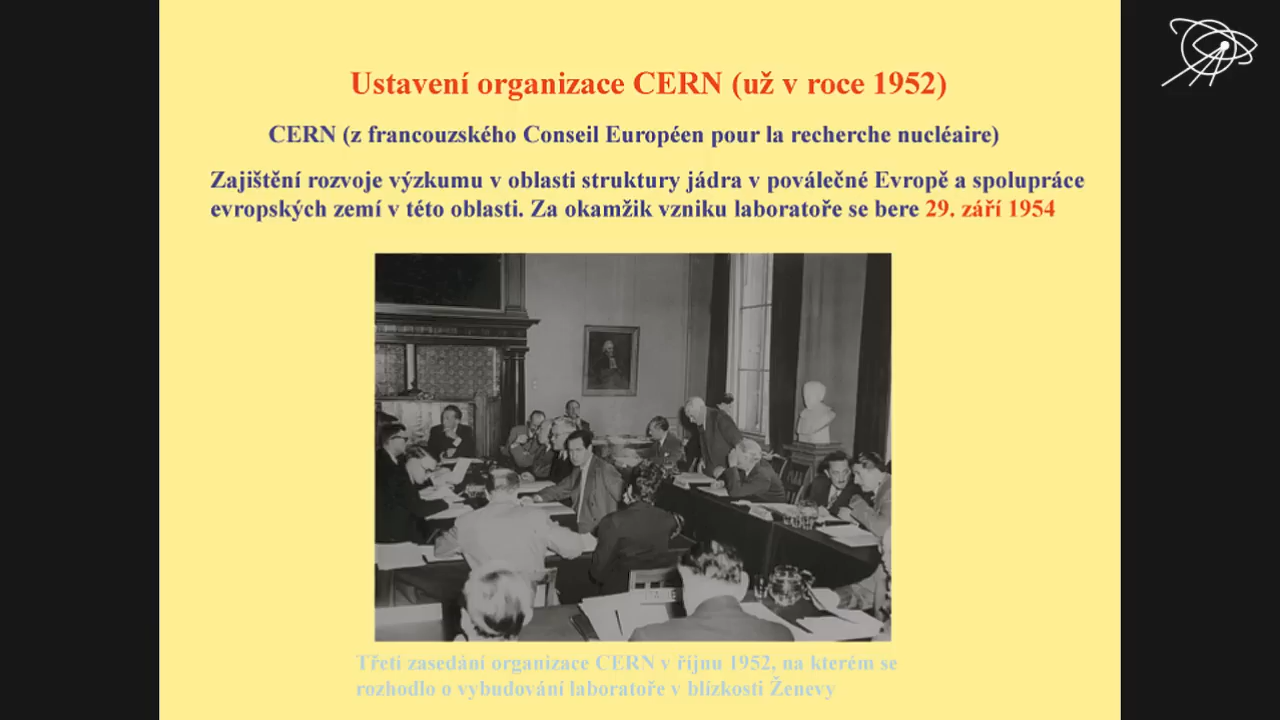 Ustavení organizace CERN (už v roce 1952)
CERN (z francouzského Conseil Européen pour la recherche nucléaire)
Zajištění rozvoje výzkumu v oblasti struktury jádra v poválečné Evropě a spolupráce
evropských zemí v této oblasti. Za okamžik vzniku laboratoře se bere 29. září 1954
Třeti zasedání organizace CERN v říjnu 1952, na kterém se
rozhodlo o vybudování laboratoře v blízkosti Ženevy